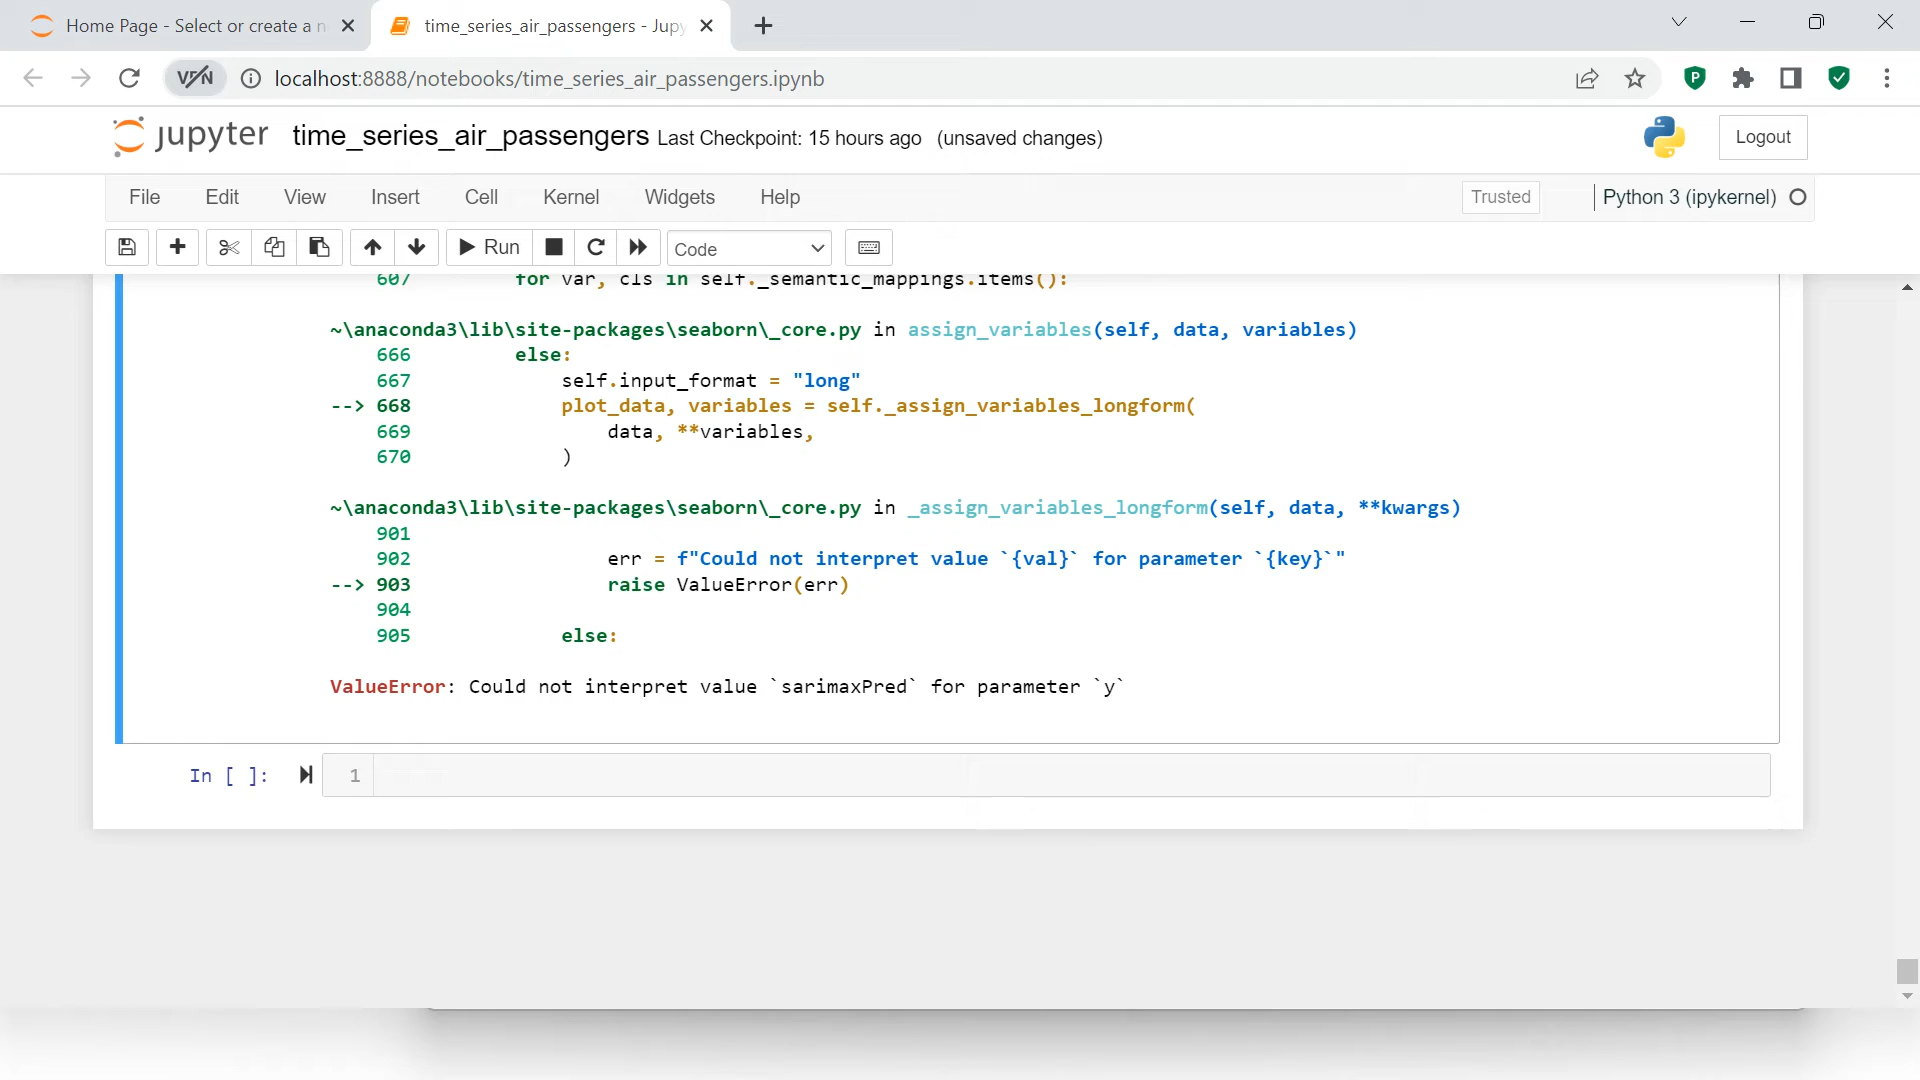 Home Page - Select or create a n
time_series_air_passengers - Jupy
VPN
localhost:8888/notebooks/time_series_air_passengers.ipynb
P
jupyter time_series_air_passengers Last Checkpoint: 15 hours ago (unsaved changes)
Logout
File Edit View Insert Cell Kernel Widgets Help
Trusted
Python 3 (ipykernel)
Run
Code
607 for var, cls in self._semantic_mappings.items():
~\anaconda3\lib\site-packages\seaborn\_core.py in assign_variables(self, data, variables)
666 else:
667 self.input_format = "long"
--> 668 plot_data, variables = self._assign_variables_longform(
669 data, **variables,
670 )
~\anaconda3\lib\site-packages\seaborn\_core.py in _assign_variables_longform(self, data, **kwargs)
901
902 err = f"Could not interpret value `{val}` for parameter `{key}`"
--> 903 raise ValueError(err)
904
905 else:
ValueError: Could not interpret value `sarimaxPred` for parameter `y`
In [ ]: 1